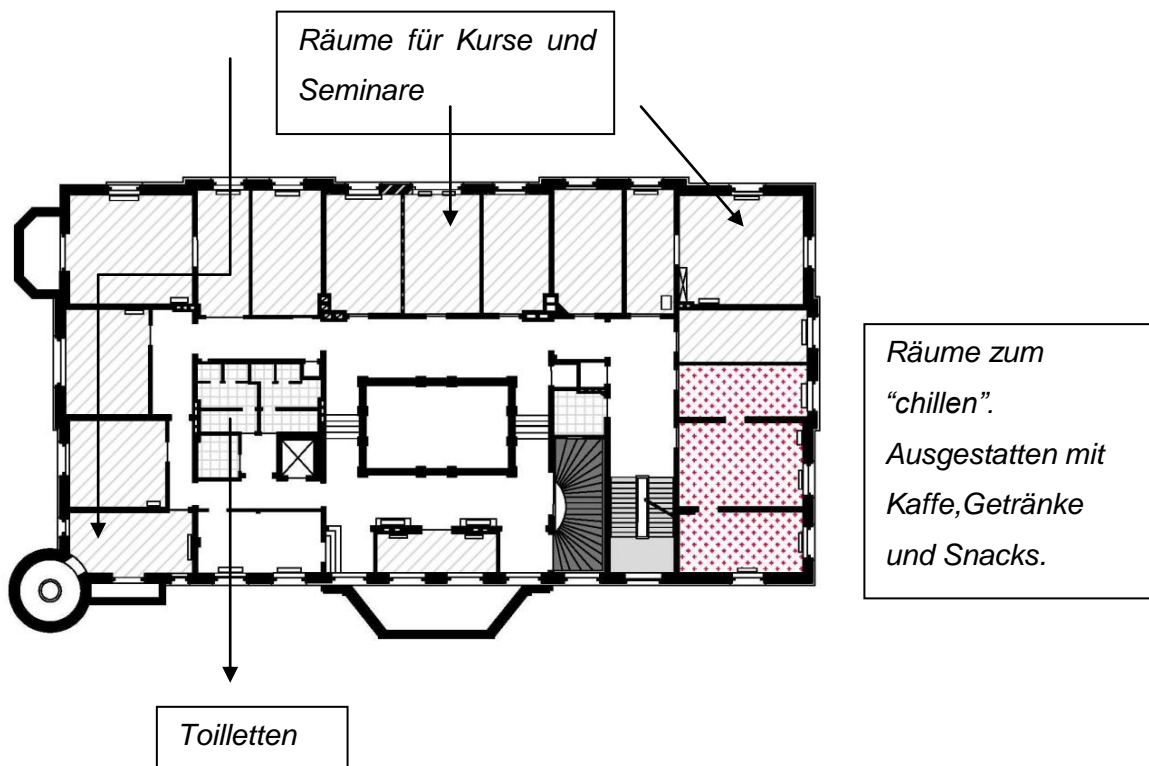 Räume für Kurse und
Seminare
Räume zum
“chillen”.
Ausgestatten mit
Kaffe,Getränke
und Snacks.
Toilletten